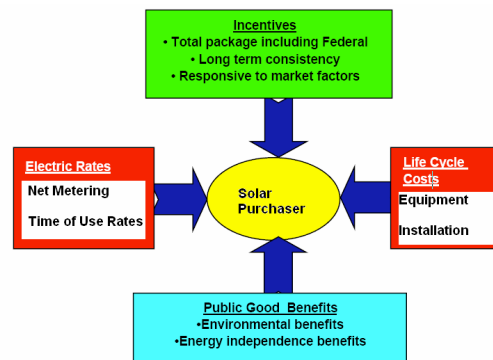 Incentives
• Total package including Federal
• Long term consistency
• Responsive to market factors
Electric Rates
Net Metering
Time of Use Rates
Solar
Purchaser
Life Cycle
Costs
Equipment
Installation
Public Good Benefits
•Environmental benefits
•Energy independence benefits